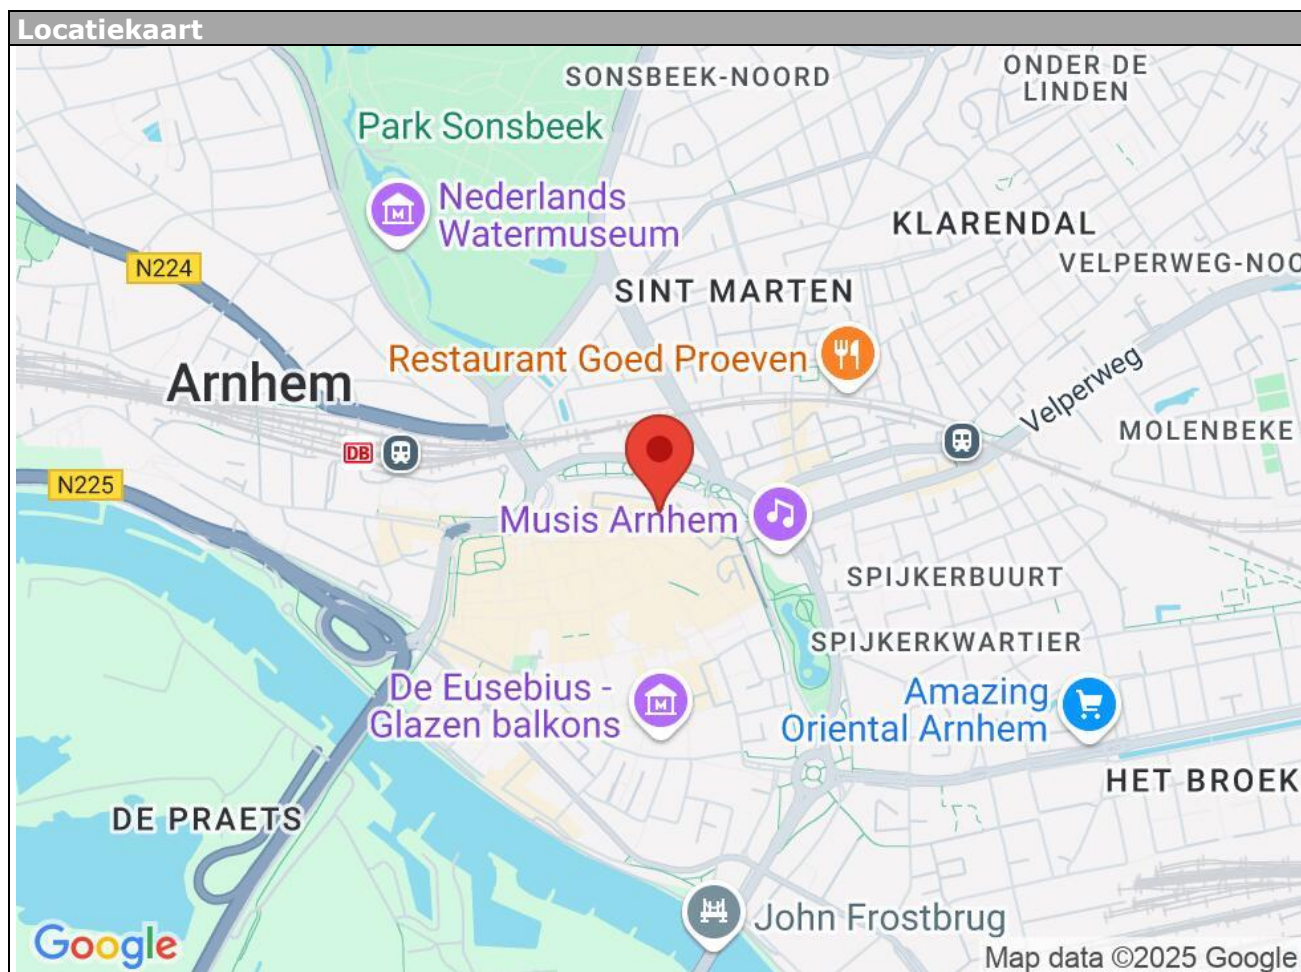 Locatiekaart
SONSBEEK-NOORD
ONDER DE
LINDEN
Park Sonsbeek
Nederlands
Watermuseum
KLARENDAL
VELPERWEG-NOO
N224
SINT MARTEN
Restaurant Goed Proeven
Arnhem
Velperweg
MOLENBEKE
DB
N225
Musis Arnhem
SPIJKERBUURT
SPIJKERKWARTIER
De Eusebius -
Glazen balkons
Amazing
Oriental Arnhem
HET BROEK
DE PRAETS
John Frostbrug
Google
Map data ©2025 Google